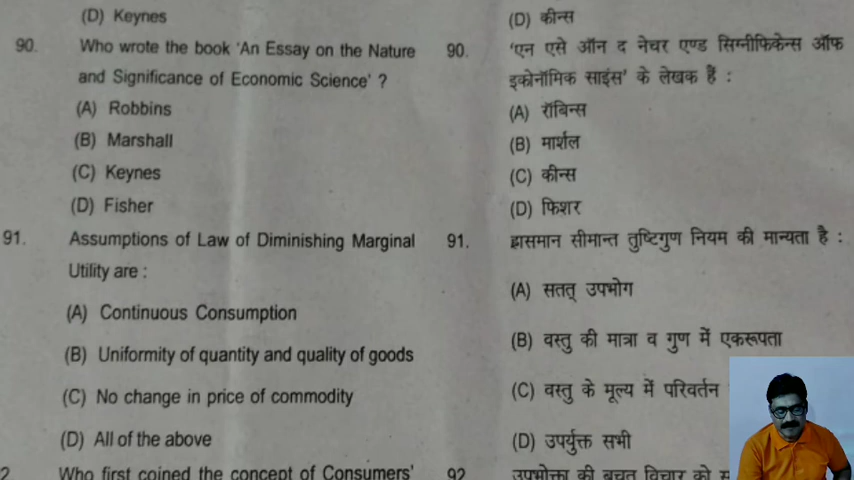 (D) Keynes
90. Who wrote the book 'An Essay on the Nature
and Significance of Economic Science' ?
(A) Robbins
(B) Marshall
(C) Keynes
(D) Fisher
91. Assumptions of Law of Diminishing Marginal
Utility are :
(A) Continuous Consumption
(B) Uniformity of quantity and quality of goods
(C) No change in price of commodity
(D) All of the above
2 Who first coined the concept of Consumers'
(D) कीन्स
90. 'एन एसे ऑन द नेचर एण्ड सिग्नीफिकेन्स ऑफ
इकोनॉमिक साइंस' के लेखक हैं :
(A) रॉबिन्स
(B) मार्शल
(C) कीन्स
(D) फिशर
91. ह्रासमान सीमान्त तुष्टिगुण नियम की मान्यता है :
(A) सतत् उपभोग
(B) वस्तु की मात्रा व गुण में एकरूपता
(C) वस्तु के मूल्य में परिवर्तन
(D) उपर्युक्त सभी
92 उपभोक्ता की बचत विचार को